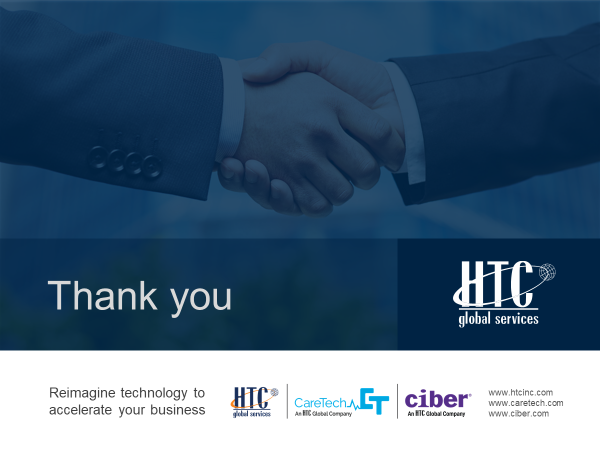 Thank you
HTC
global services
Reimagine technology to
accelerate your business
HTC
global services
CareTech
An HTC Global Company
CT
ciber®
An HTC Global Company
www.htcinc.com
www.caretech.com
www.ciber.com